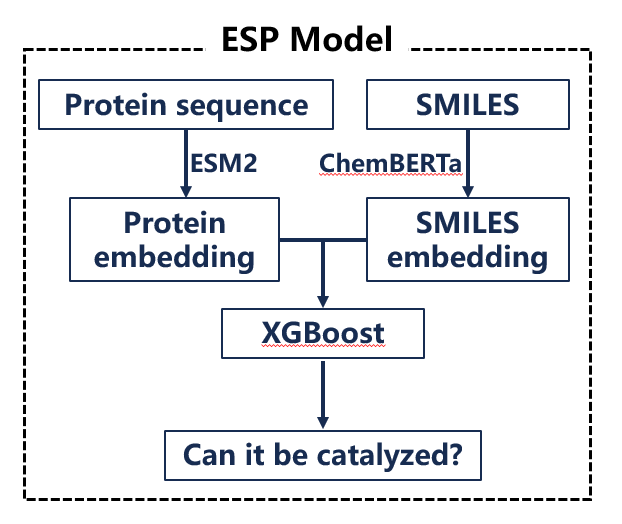 ESP Model
Protein sequence
SMILES
ESM2
ChemBERTa
Protein
embedding
SMILES
embedding
XGBoost
Can it be catalyzed?